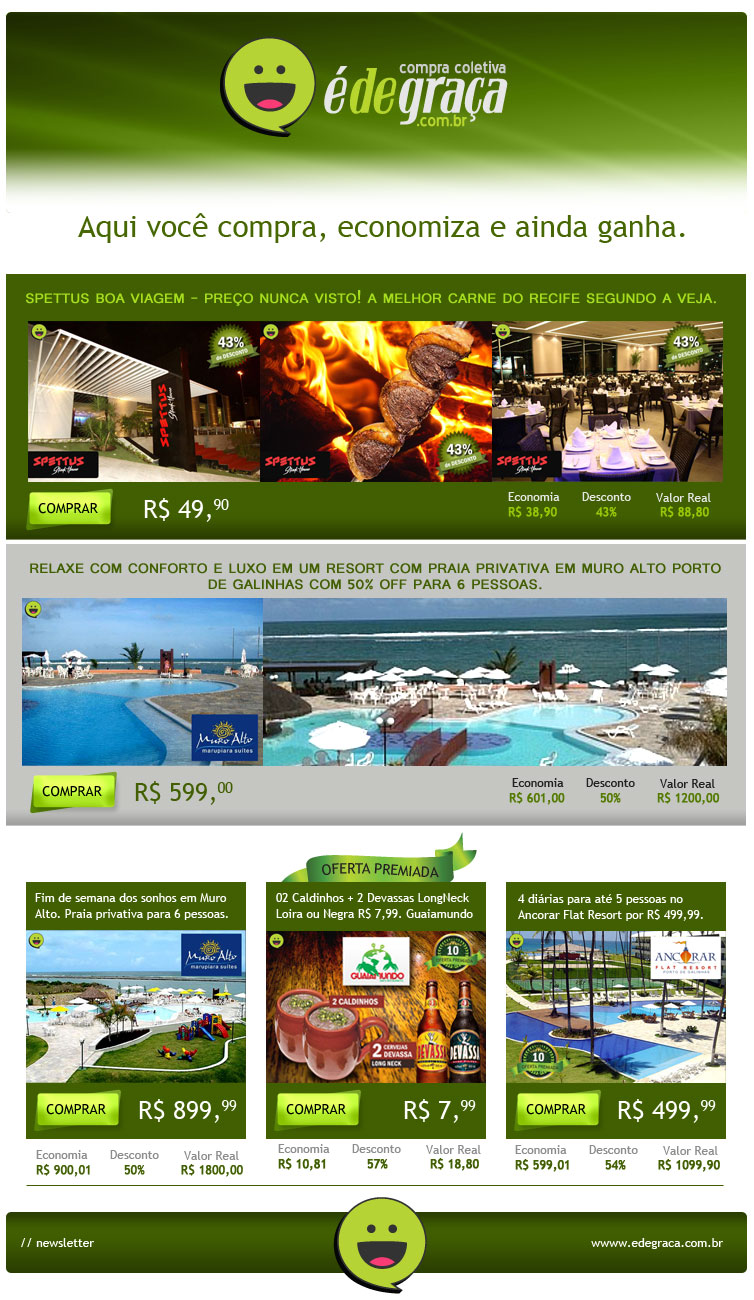 compra coletiva
édegraça
.com.br
Aqui você compra, economiza e ainda ganha.
SPETTUS BOA VIAGEM - PREÇO NUNCA VISTO! A MELHOR CARNE DO RECIFE SEGUNDO A VEJA.
43%
de DESCONTO
SPETTUS
Steak House
SPETTUS
Steak House
43%
de DESCONTO
SPETTUS
Steak House
43%
de DESCONTO
SPETTUS
Steak House
COMPRAR
R$ 49,90
Economia Desconto Valor Real
R$ 38,90 43% R$ 88,80
RELAXE COM CONFORTO E LUXO EM UM RESORT COM PRAIA PRIVATIVA EM MURO ALTO PORTO
DE GALINHAS COM 50% OFF PARA 6 PESSOAS.
Muro Alto
marupiara suítes
COMPRAR
R$ 599,00
Economia Desconto Valor Real
R$ 601,00 50% R$ 1200,00
OFERTA PREMIADA
Fim de semana dos sonhos em Muro
Alto. Praia privativa para 6 pessoas.
Muro Alto
marupiara suítes
COMPRAR
R$ 899,99
Economia Desconto Valor Real
R$ 900,01 50% R$ 1800,00
02 Caldinhos + 2 Devassas LongNeck
Loira ou Negra R$ 7,99. Guaiamundo
GUAIAMUNDO
10
OFERTA PREMIADA
2 CALDINHOS
2 CERVEJAS
DEVASSA
LONG NECK
DEVASSA
DEVASSA
COMPRAR
R$ 7,99
Economia Desconto Valor Real
R$ 10,81 57% R$ 18,80
4 diárias para até 5 pessoas no
Ancorar Flat Resort por R$ 499,99.
ANCORAR
FLAT RESORT
PORTO DE GALINHAS
10
OFERTA PREMIADA
COMPRAR
R$ 499,99
Economia Desconto Valor Real
R$ 599,01 54% R$ 1099,90
// newsletter
wwww.edegraca.com.br